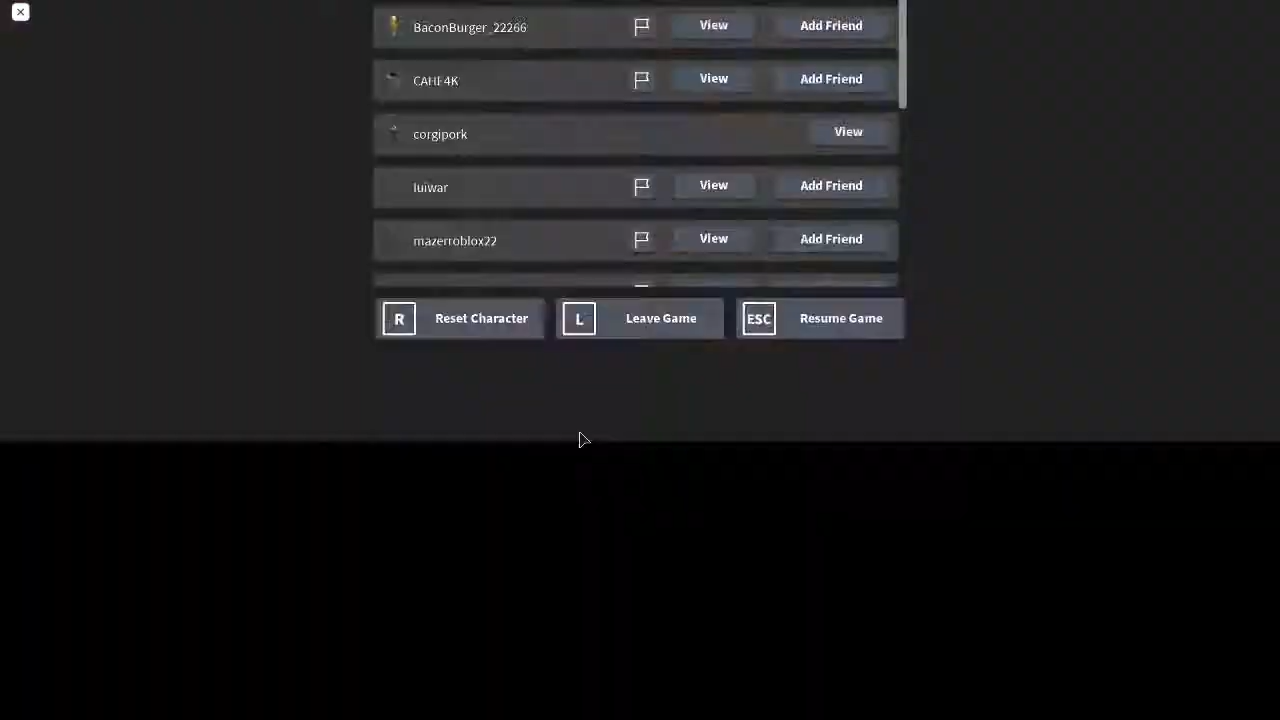 BaconBurger_22266 View Add Friend
View Add Friend
corgipork View
luiwar View Add Friend
mazerroblox22 View Add Friend
R Reset Character L Leave Game ESC Resume Game